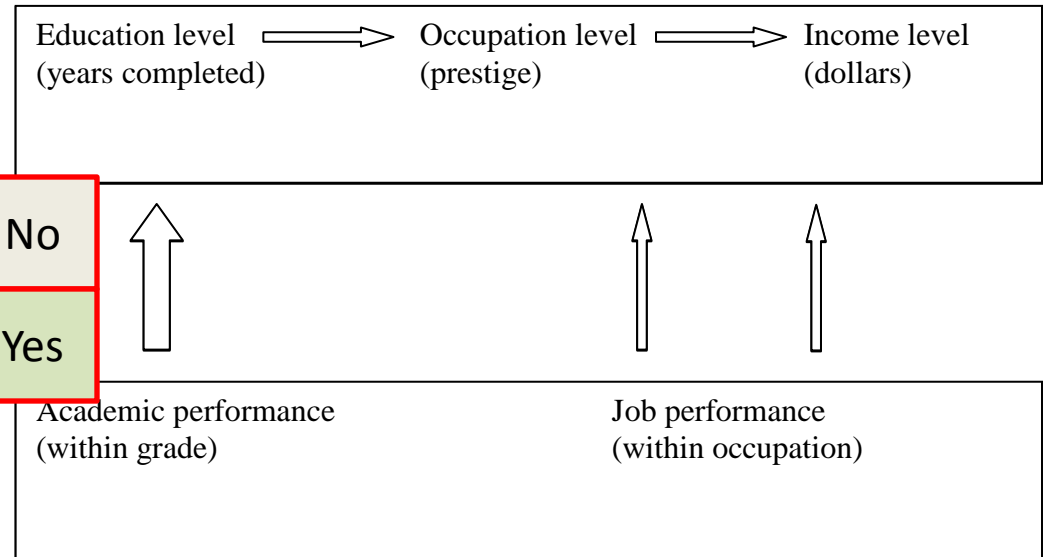 Education level Occupation level Income level
(years completed) (prestige) (dollars)
No
Yes
Academic performance Job performance
(within grade) (within occupation)